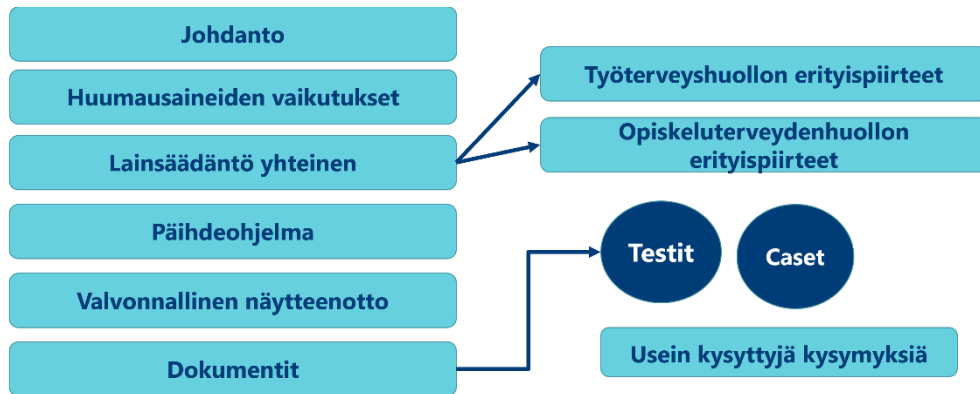 Johdanto
Huumausaineiden vaikutukset
Lainsäädäntö yhteinen
Päihdeohjelma
Valvonnallinen näytteenotto
Dokumentit
Työterveyshuollon erityispiirteet
Opiskeluterveydenhuollon
erityispiirteet
Testit
Caset
Usein kysyttyjä kysymyksiä